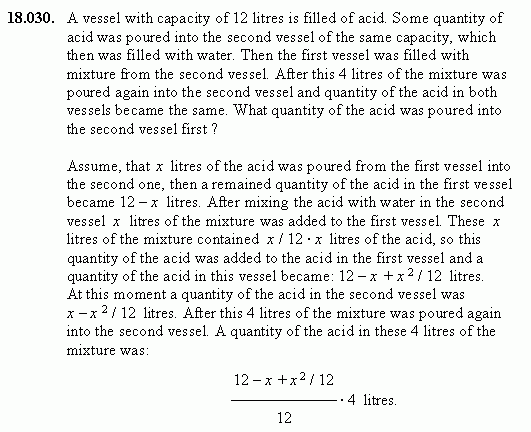 18.030. A vessel with capacity of 12 litres is filled of acid. Some quantity of
acid was poured into the second vessel of the same capacity, which
then was filled with water. Then the first vessel was filled with
mixture from the second vessel. After this 4 litres of the mixture was
poured again into the second vessel and quantity of the acid in both
vessels became the same. What quantity of the acid was poured into
the second vessel first ?
Assume, that x litres of the acid was poured from the first vessel into
the second one, then a remained quantity of the acid in the first vessel
became 12 – x litres. After mixing the acid with water in the second
vessel x litres of the mixture was added to the first vessel. These x
litres of the mixture contained x / 12 · x litres of the acid, so this
quantity of the acid was added to the acid in the first vessel and a
quantity of the acid in this vessel became: 12 – x + x² / 12 litres.
At this moment a quantity of the acid in the second vessel was
x – x² / 12 litres. After this 4 litres of the mixture was poured again
into the second vessel. A quantity of the acid in these 4 litres of the
mixture was:
12 – x + x² / 12
· 4 litres.
12